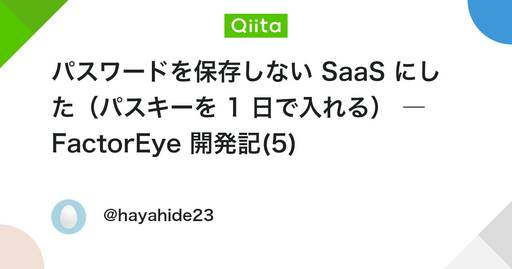 Qiita
パスワードを保存しない SaaS にし
た（パスキーを 1 日で入れる） ―
FactorEye 開発記(5)
@hayahide23